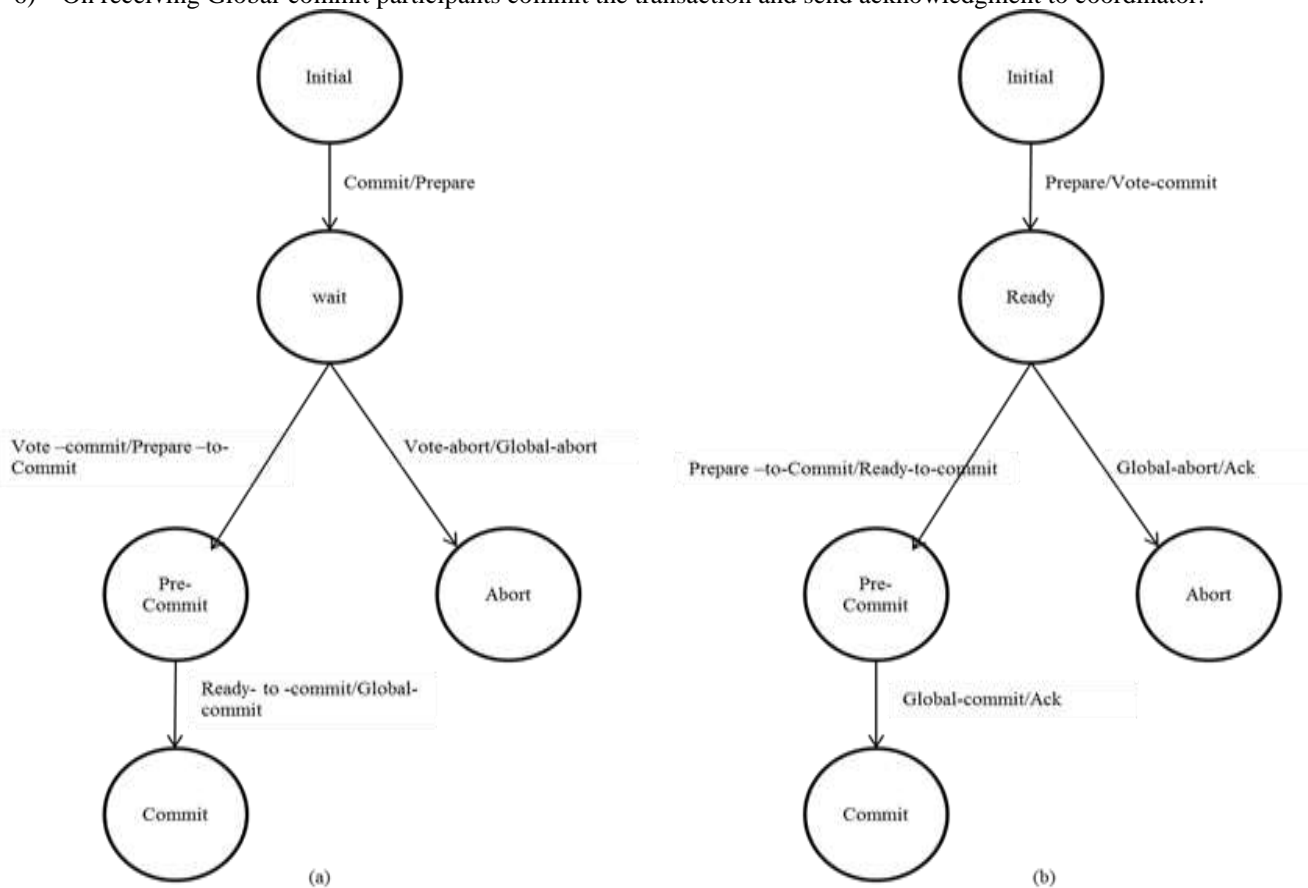 6) On receiving Global commit participants commit the transaction and send acknowledgment to coordinator.
Initial
Commit/Prepare
wait
Vote –commit/Prepare –to-
Commit
Vote-abort/Global-abort
Pre-
Commit
Abort
Ready- to -commit/Global-
commit
Commit
(a)
Initial
Prepare/Vote-commit
Ready
Prepare –to-Commit/Ready-to-commit
Global-abort/Ack
Pre-
Commit
Abort
Global-commit/Ack
Commit
(b)